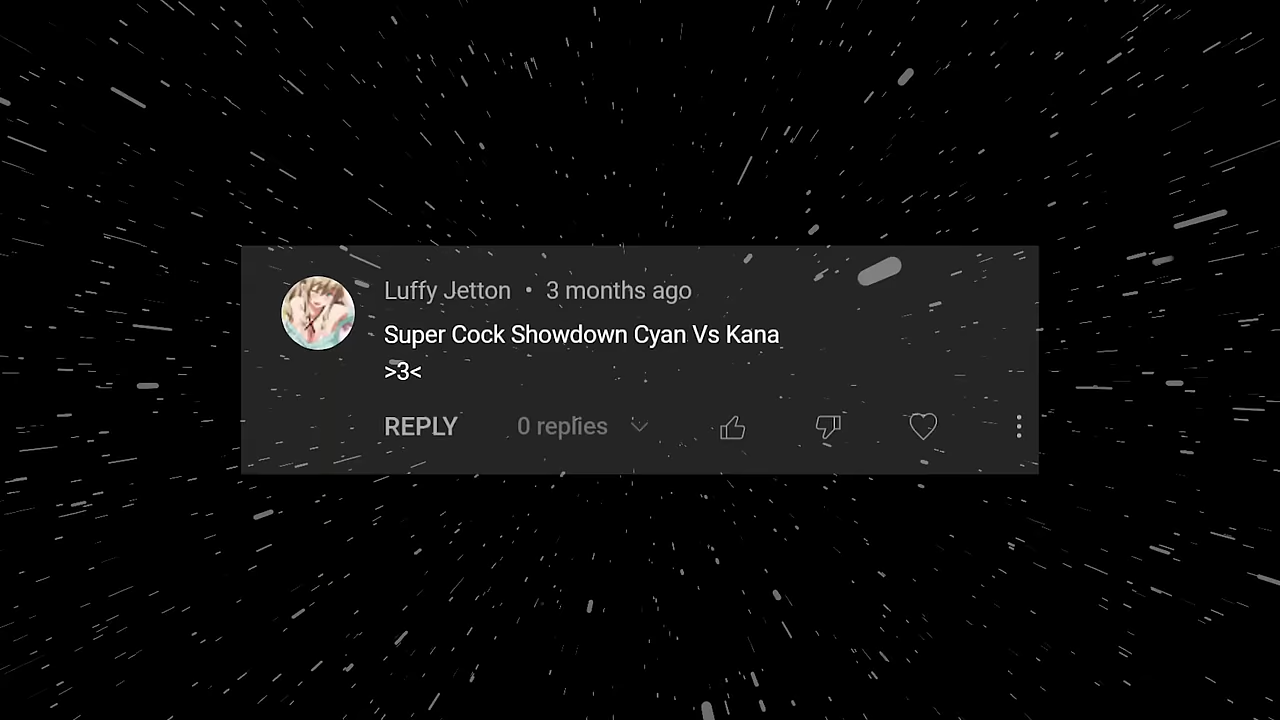 Luffy Jetton • 3 months ago
Super Cock Showdown Cyan Vs Kana
>3<
REPLY 0 replies